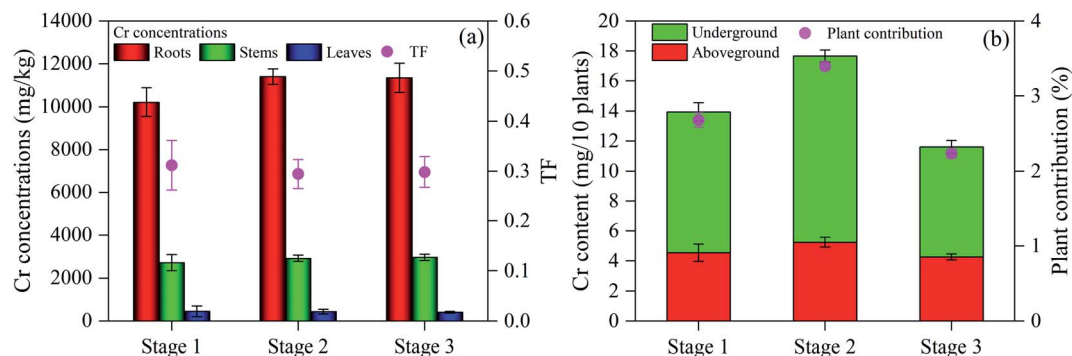 14000
12000
10000
8000
6000
4000
2000
0
Cr concentrations (mg/kg)
Cr concentrations
Roots Stems Leaves TF
(a)
0.6
0.5
0.4
0.3
0.2
0.1
0.0
TF
Stage 1 Stage 2 Stage 3
20
18
16
14
12
10
8
6
4
2
0
Cr content (mg/10 plants)
Underground Plant contribution
Aboveground
(b)
4
3
2
1
0
Plant contribution (%)
Stage 1 Stage 2 Stage 3